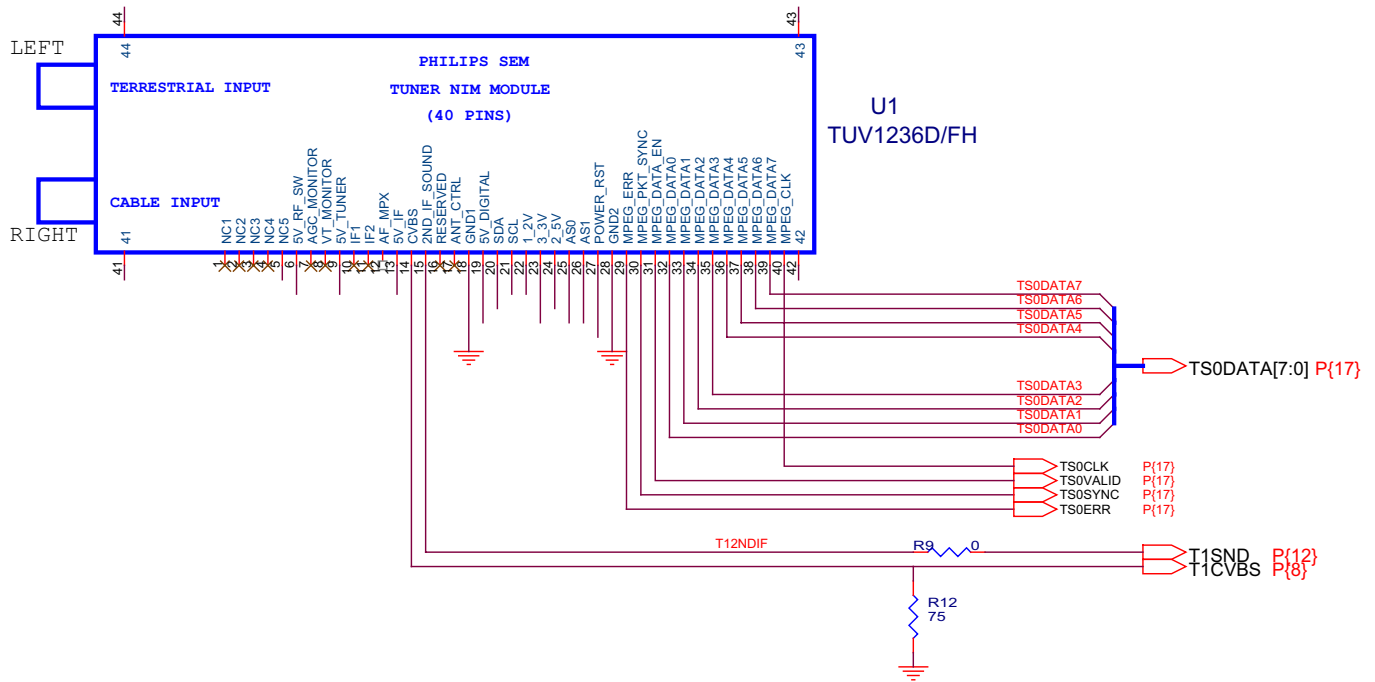 44
43
LEFT
44
43
PHILIPS SEM
TUNER NIM MODULE
(40 PINS)
TERRESTRIAL INPUT
U1
TUV1236D/FH
CABLE INPUT
RIGHT
41
NC1
NC2
NC3
NC4
NC5
5V_RF_SW
AGC_MONITOR
VT_MONITOR
5V_TUNER
IF1
IF2
AF_MPX
5V_IF
CVBS
2ND_IF_SOUND
RESERVED
ANT_CTRL
GND1
5V_DIGITAL
SDA
SCL
1_2V
3_3V
2_5V
AS0
AS1
POWER_RST
GND2
MPEG_ERR
MPEG_PKT_SYNC
MPEG_DATA_EN
MPEG_DATA0
MPEG_DATA1
MPEG_DATA2
MPEG_DATA3
MPEG_DATA4
MPEG_DATA5
MPEG_DATA6
MPEG_DATA7
MPEG_CLK
42
41
1
2
3
4
5
6
7
8
9
10
11
12
13
14
15
16
17
18
19
20
21
22
23
24
25
26
27
28
29
30
31
32
33
34
35
36
37
38
39
40
42
TS0DATA7
TS0DATA6
TS0DATA5
TS0DATA4
TS0DATA[7:0] P{17}
TS0DATA3
TS0DATA2
TS0DATA1
TS0DATA0
TS0CLK P{17}
TS0VALID P{17}
TS0SYNC P{17}
TS0ERR P{17}
T12NDIF
R9 0
T1SND P{12}
T1CVBS P{8}
R12
75